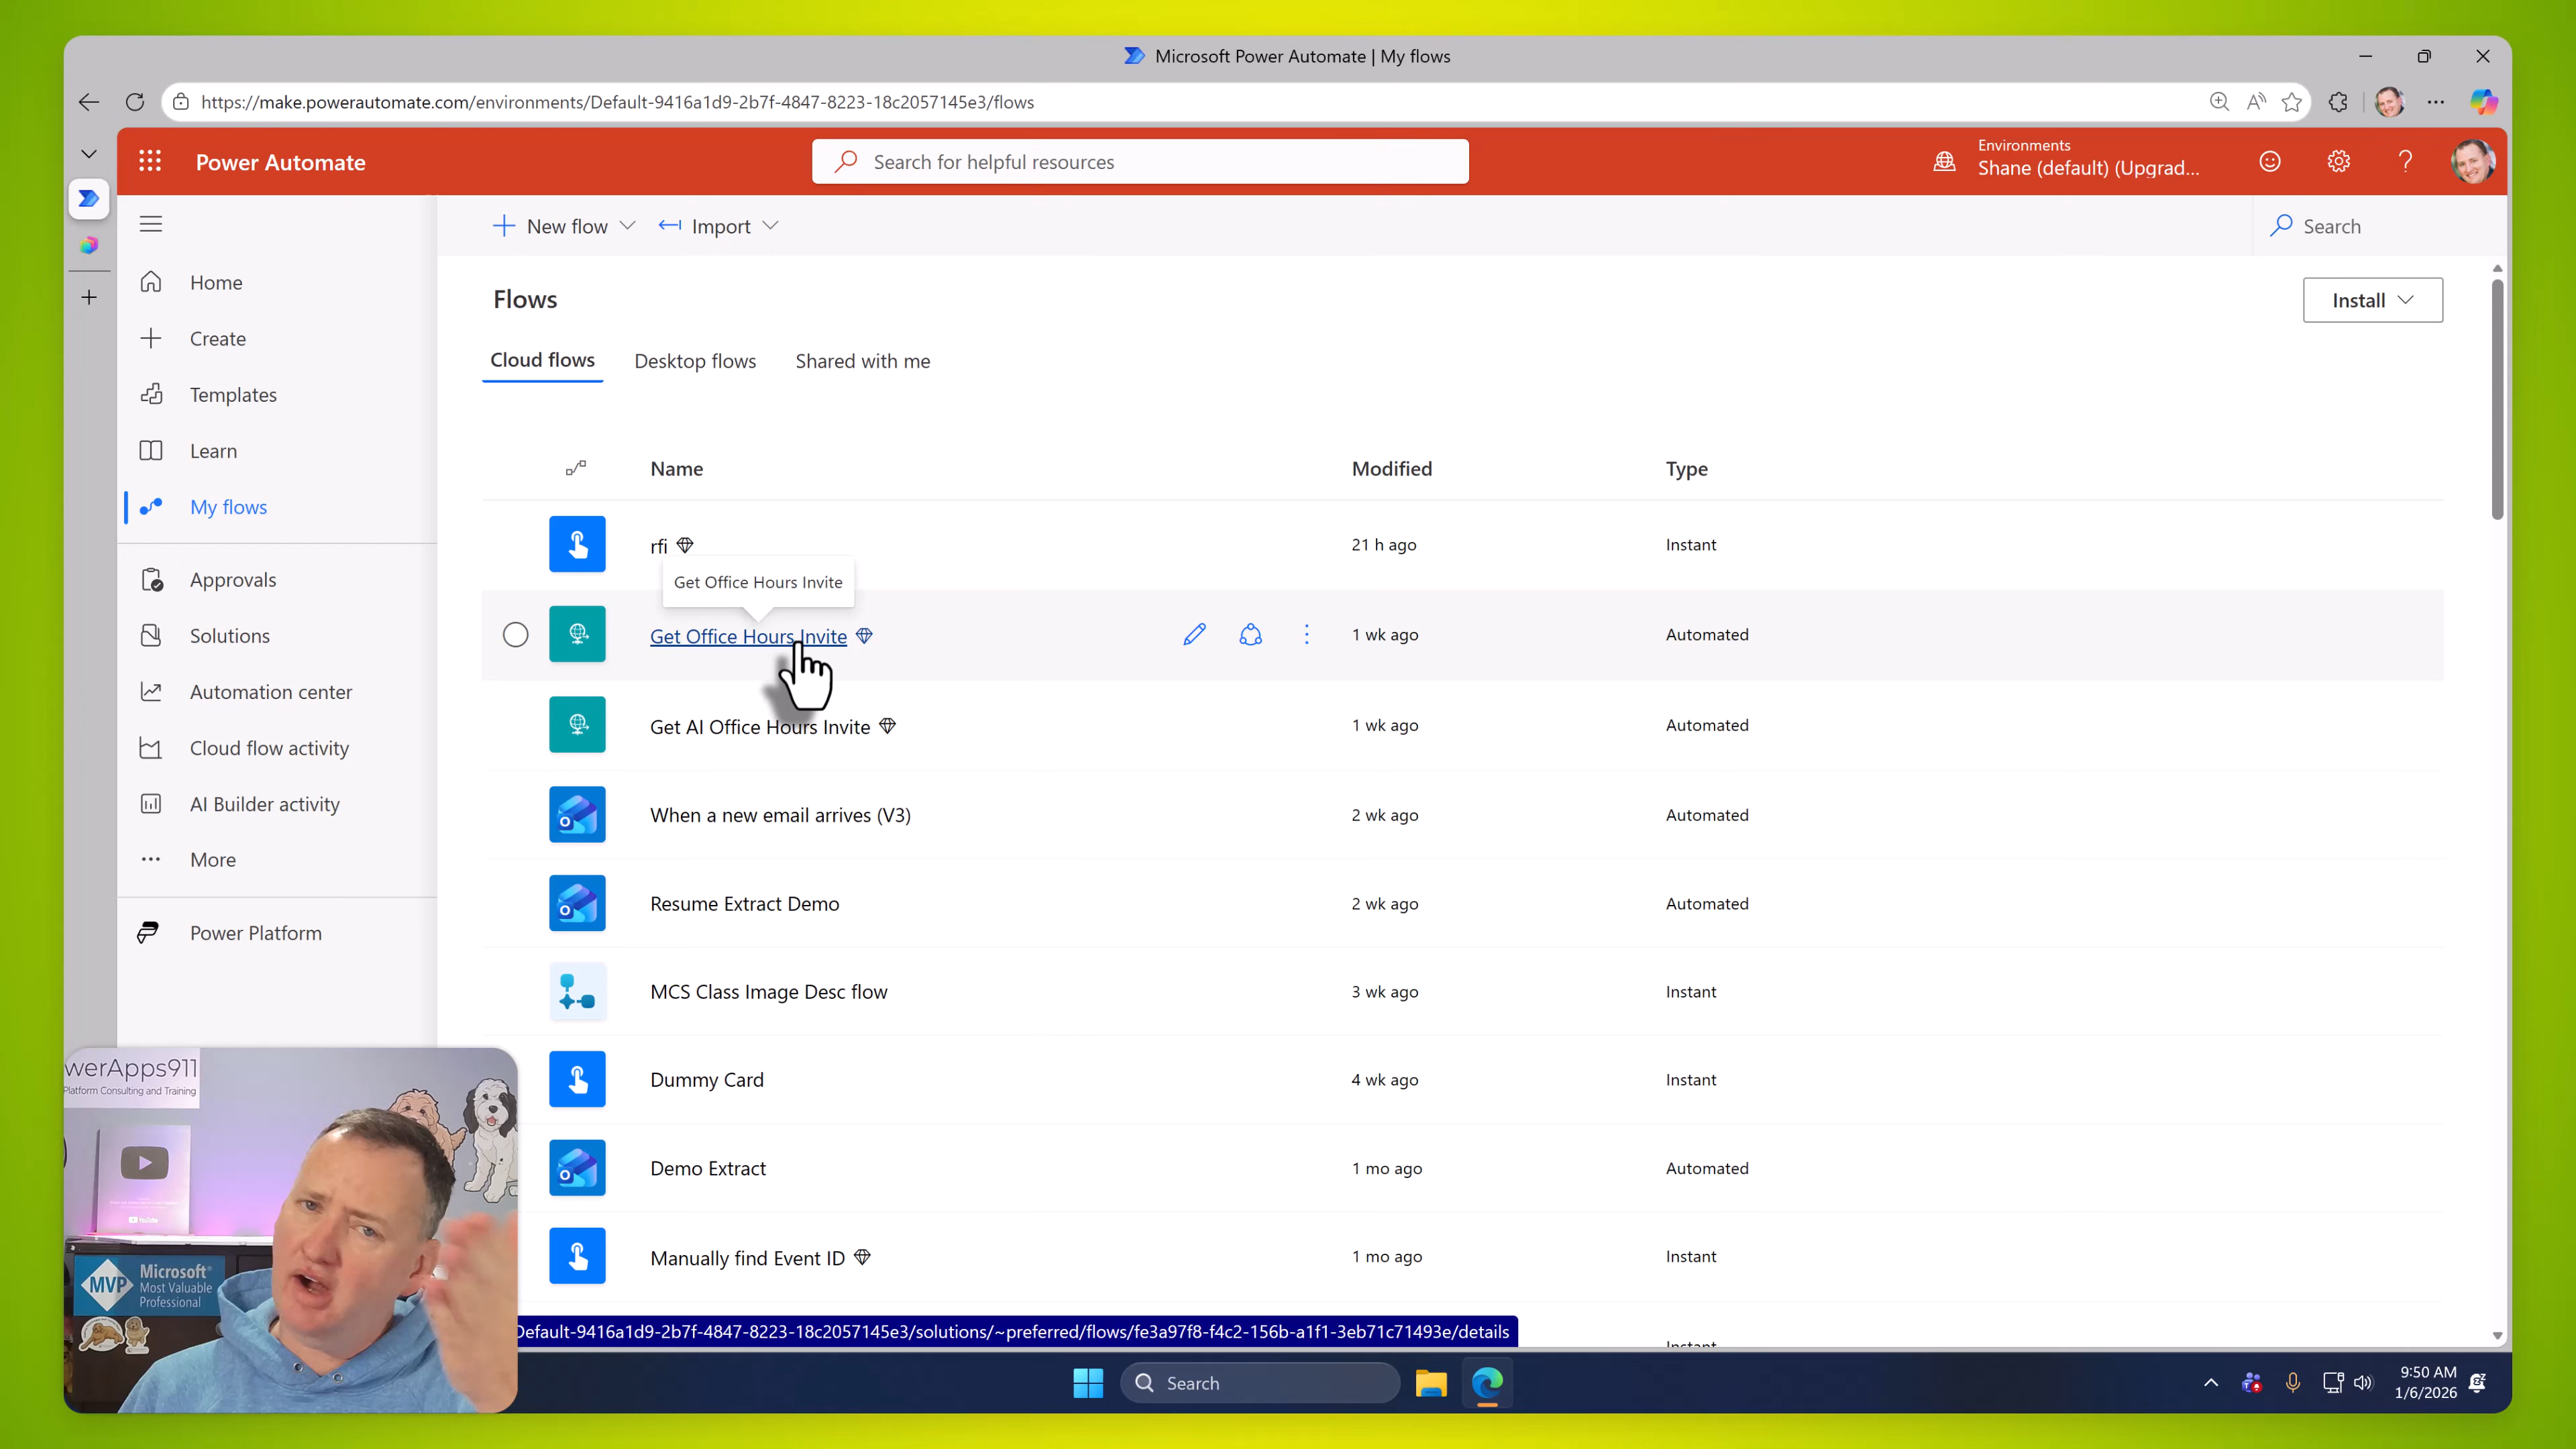 Microsoft Power Automate | My flows
https://make.powerautomate.com/environments/Default-9416a1d9-2b7f-4847-8223-18c2057145e3/flows
Power Automate
Search for helpful resources
Environments
Shane (default) (Upgrad...
New flow
Import
Search
Home
Create
Templates
Learn
My flows
Approvals
Solutions
Automation center
Cloud flow activity
AI Builder activity
More
Power Platform
Flows
Install
Cloud flows
Desktop flows
Shared with me
Name Modified Type
rfi 21 h ago Instant
Get Office Hours Invite
Get Office Hours Invite 1 wk ago Automated
Get AI Office Hours Invite 1 wk ago Automated
When a new email arrives (V3) 2 wk ago Automated
Resume Extract Demo 2 wk ago Automated
MCS Class Image Desc flow 3 wk ago Instant
Dummy Card 4 wk ago Instant
Demo Extract 1 mo ago Automated
Manually find Event ID 1 mo ago Instant
Instant
Default-9416a1d9-2b7f-4847-8223-18c2057145e3/solutions/~preferred/flows/fe3a97f8-f4c2-156b-a1f1-3eb71c71493e/details
werApps911
Platform Consulting and Training
YouTube
MVP
Microsoft®
Most Valuable
Professional
Search
9:50 AM
1/6/2026